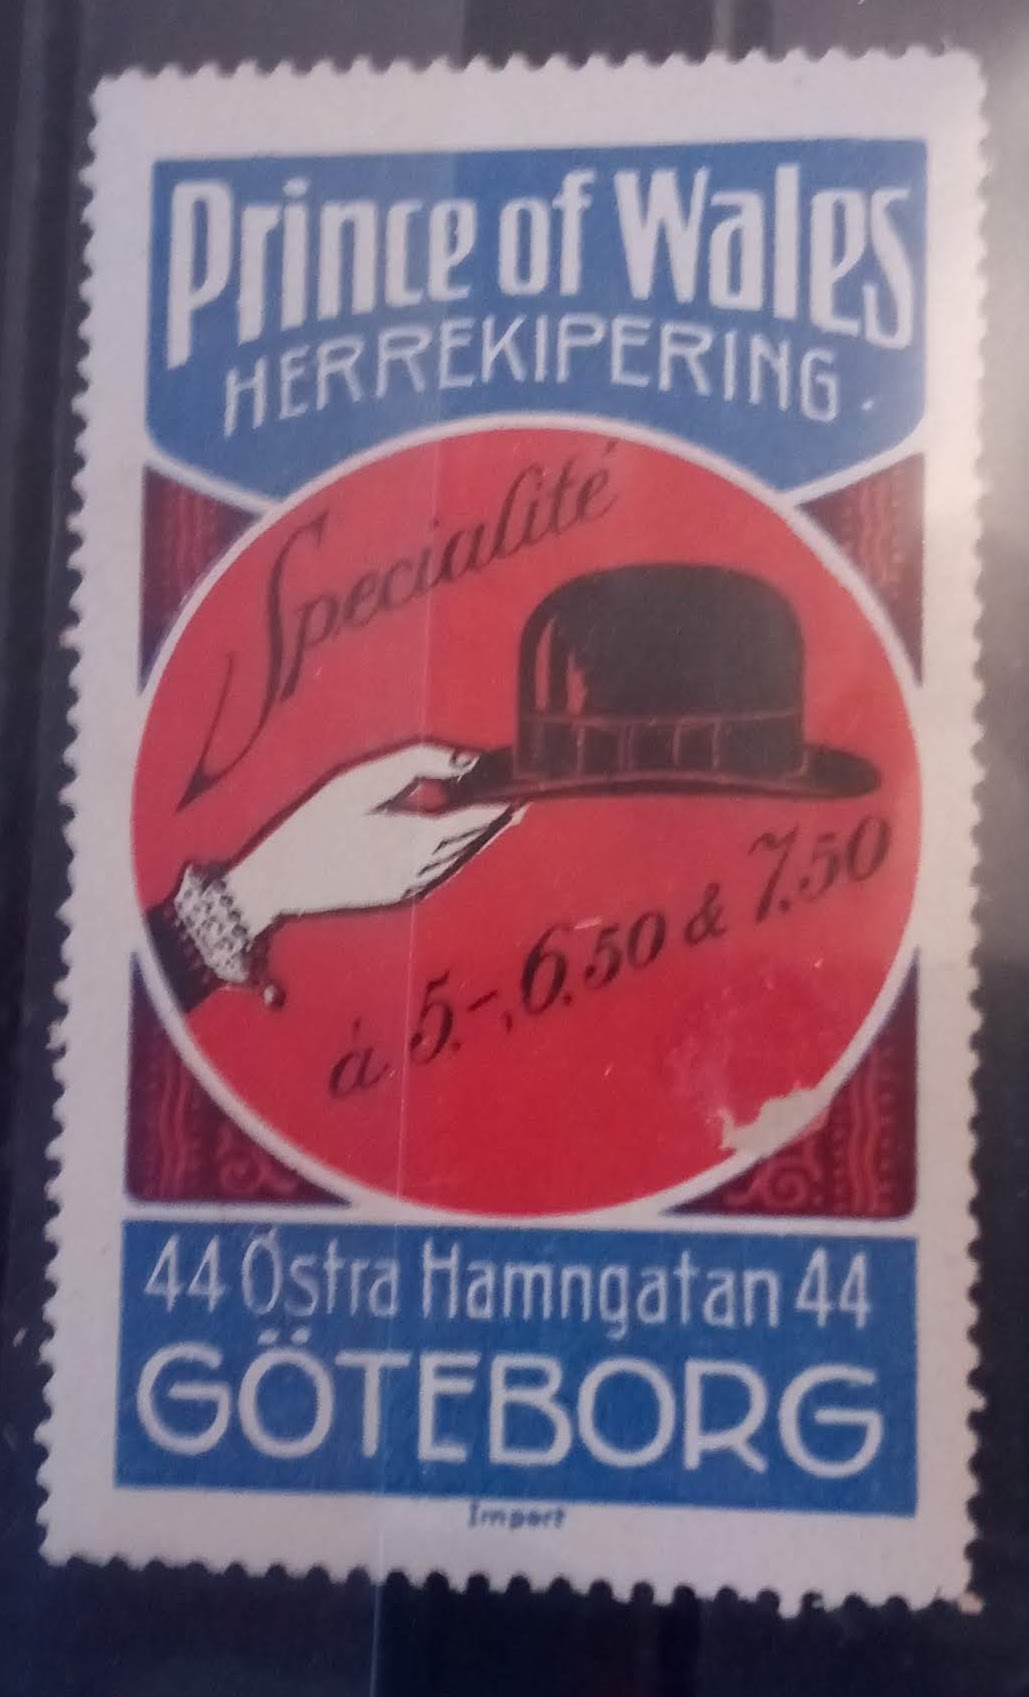 Prince of Wales
HERREKIPERING
Specialité
à 5.-, 6.50 & 7.50
44 Östra Hamngatan 44
GÖTEBORG
Import